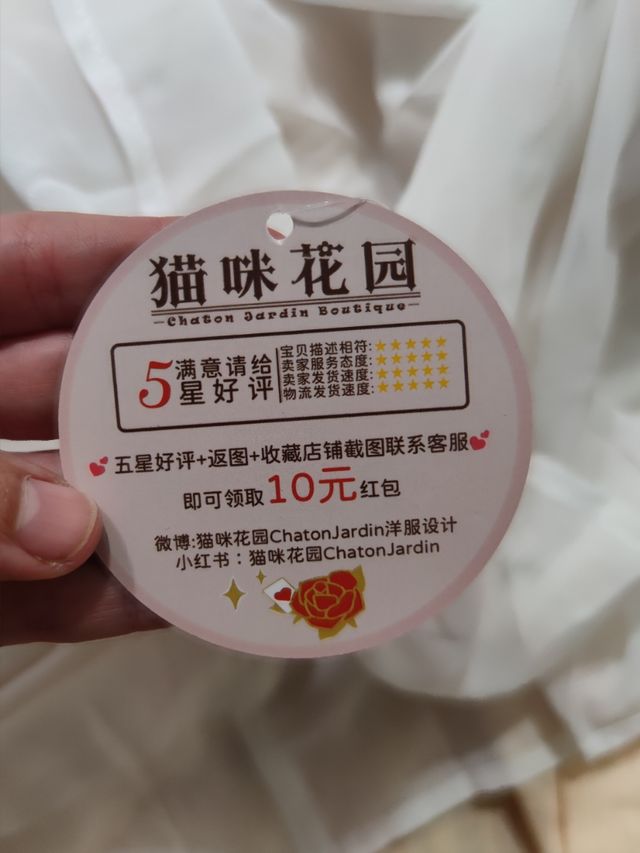 猫咪花园
Chaton Jardin Boutique
5星 满意请给好评
宝贝描述相符:★★★★★
卖家服务态度:★★★★★
卖家发货速度:★★★★★
物流发货速度:★★★★★
五星好评+返图+收藏店铺截图联系客服
即可领取10元红包
微博:猫咪花园ChatonJardin洋服设计
小红书：猫咪花园ChatonJardin